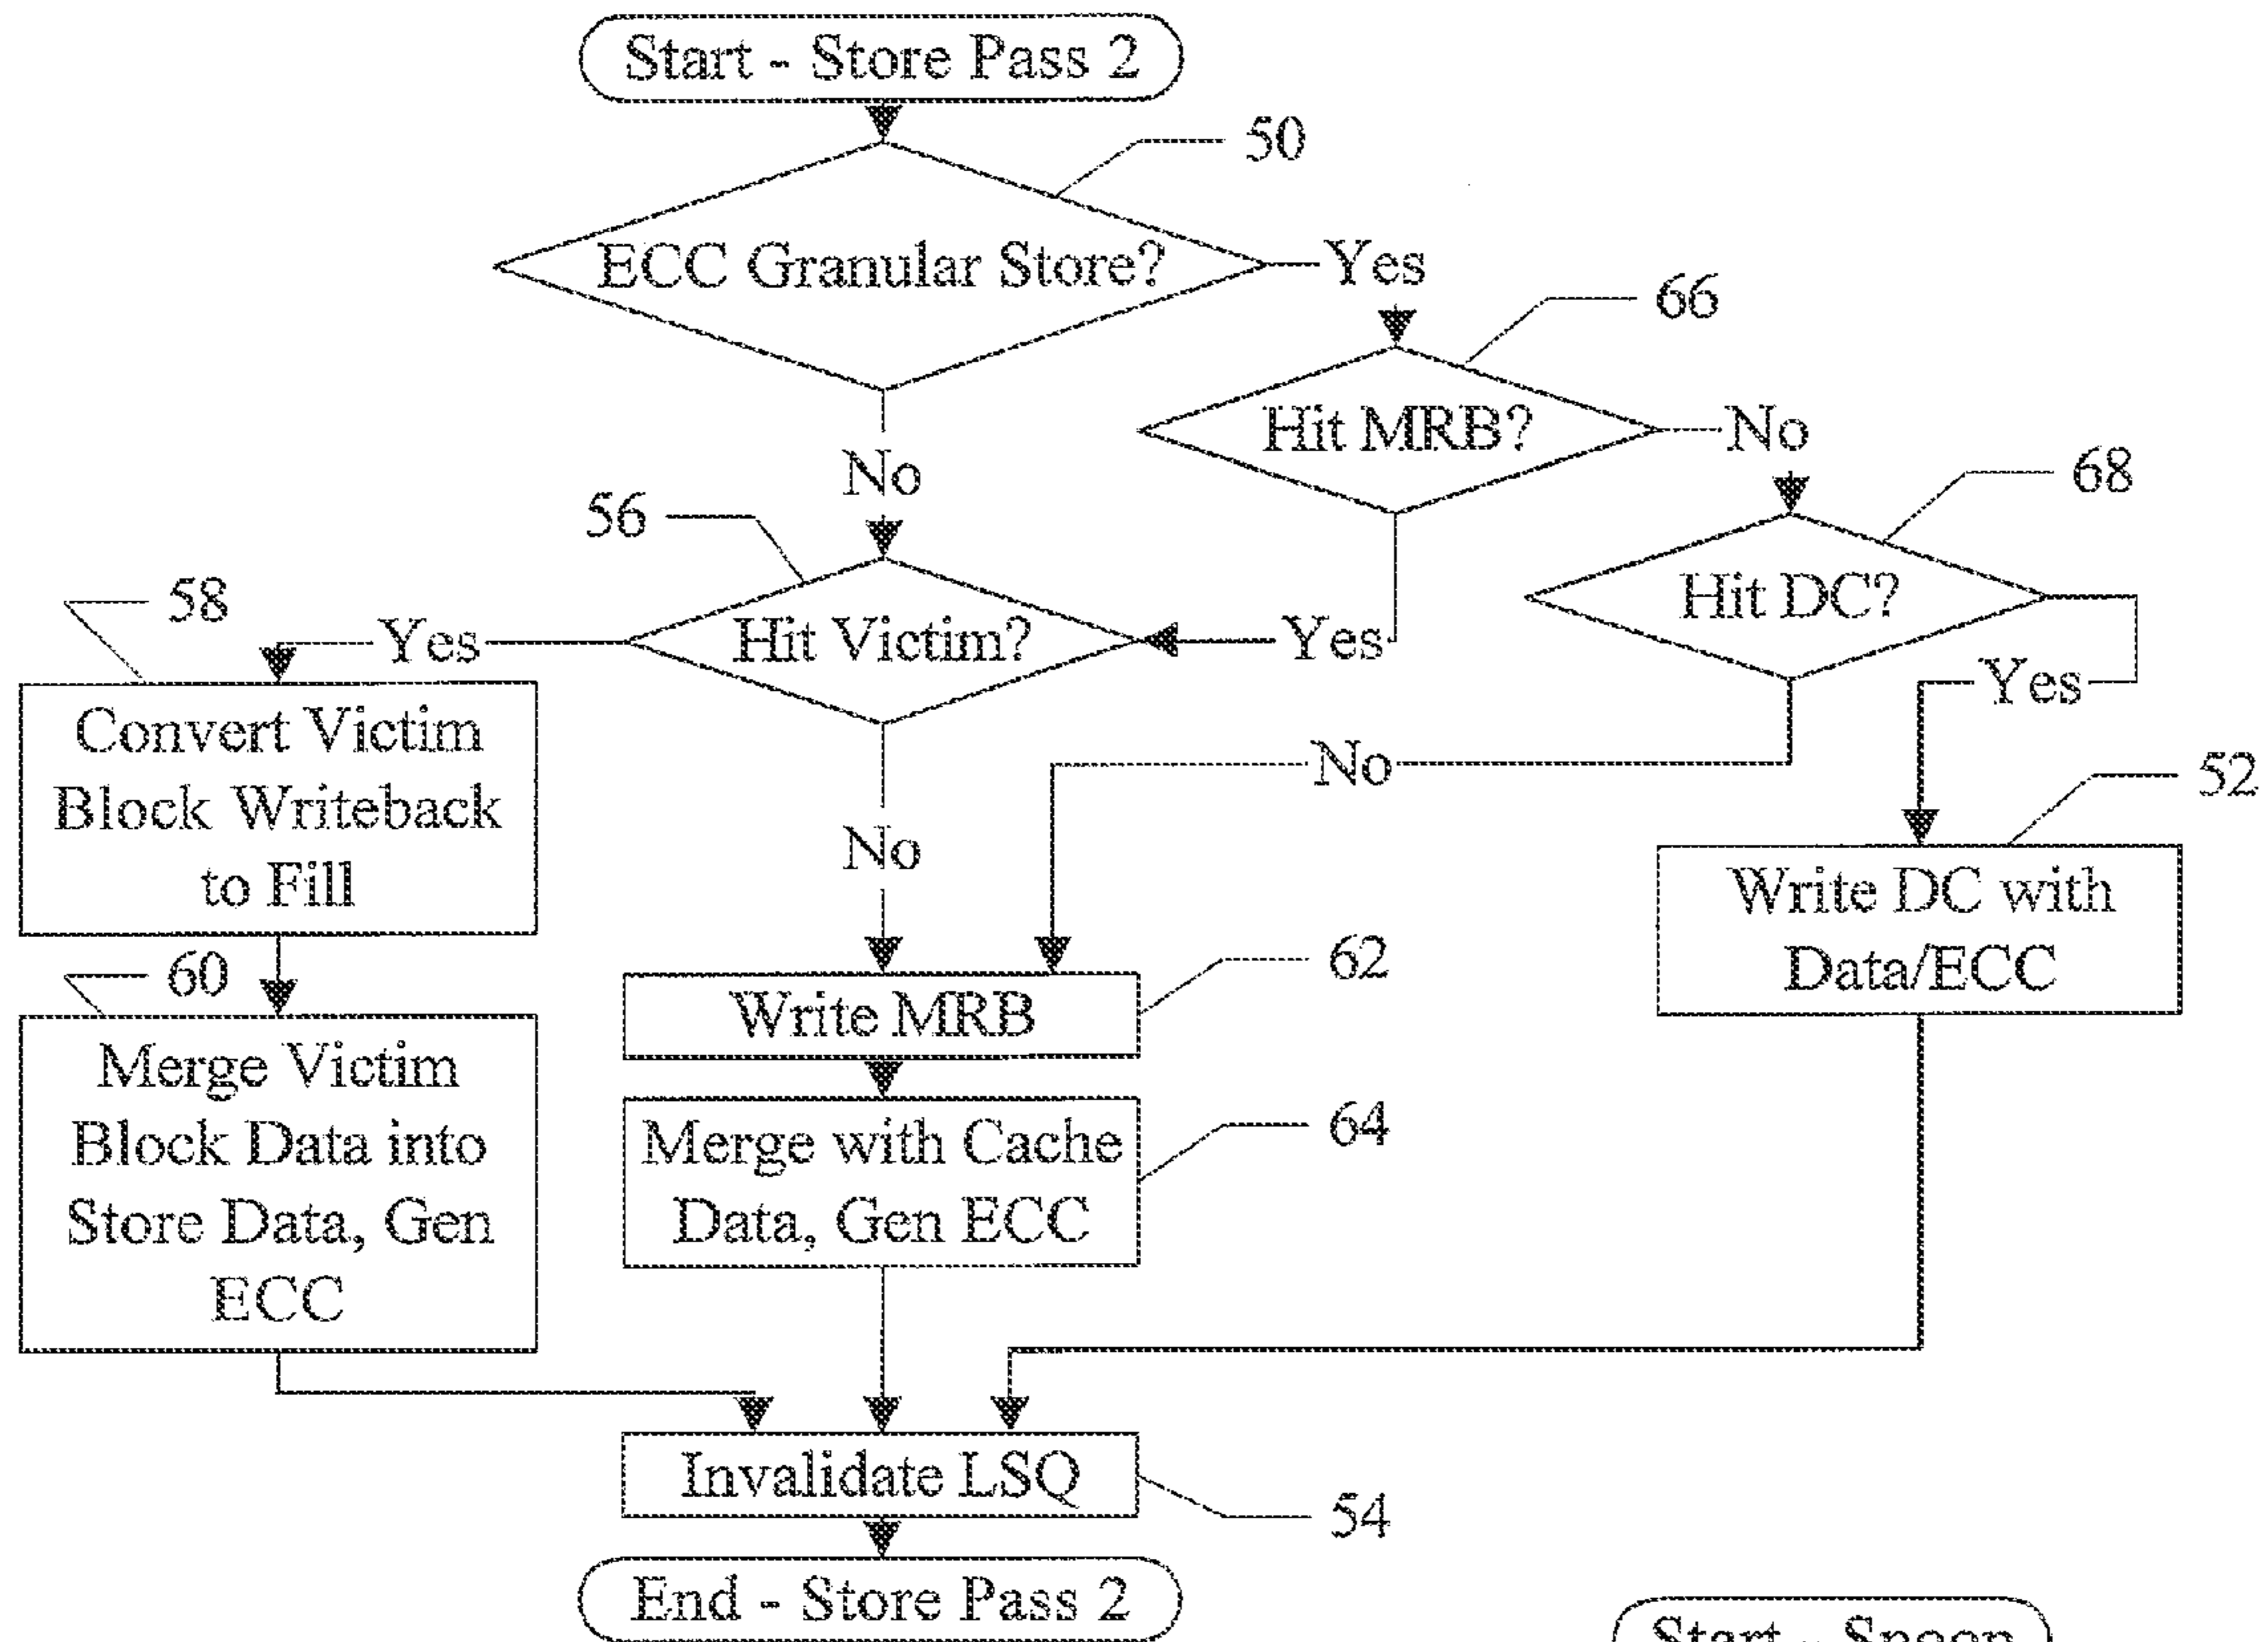 Start - Store Pass 2
50
ECC Granular Store?
Yes
66
Hit MRB?
No
68
No
56
Hit DC?
58
Yes
Hit Victim?
Yes
Yes
Convert Victim
Block Writeback
to Fill
No
52
No
Write DC with
Data/ECC
60
62
Write MRB
Merge Victim
Block Data into
Store Data, Gen
ECC
64
Merge with Cache
Data, Gen ECC
Invalidate LSQ
54
End - Store Pass 2
Start - Snoop